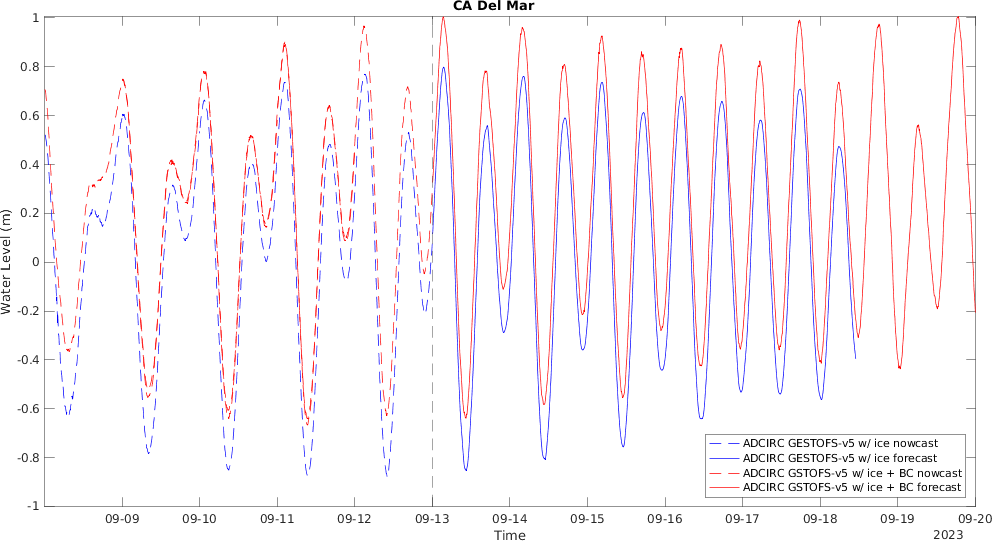 CA Del Mar
1
0.8
0.6
0.4
0.2
0
-0.2
-0.4
-0.6
-0.8
-1
Water Level (m)
ADCIRC GESTOFS-v5 w/ ice nowcast
ADCIRC GESTOFS-v5 w/ ice forecast
ADCIRC GSTOFS-v5 w/ ice + BC nowcast
ADCIRC GSTOFS-v5 w/ ice + BC forecast
09-09 09-10 09-11 09-12 09-13 09-14 09-15 09-16 09-17 09-18 09-19 09-20
Time
2023